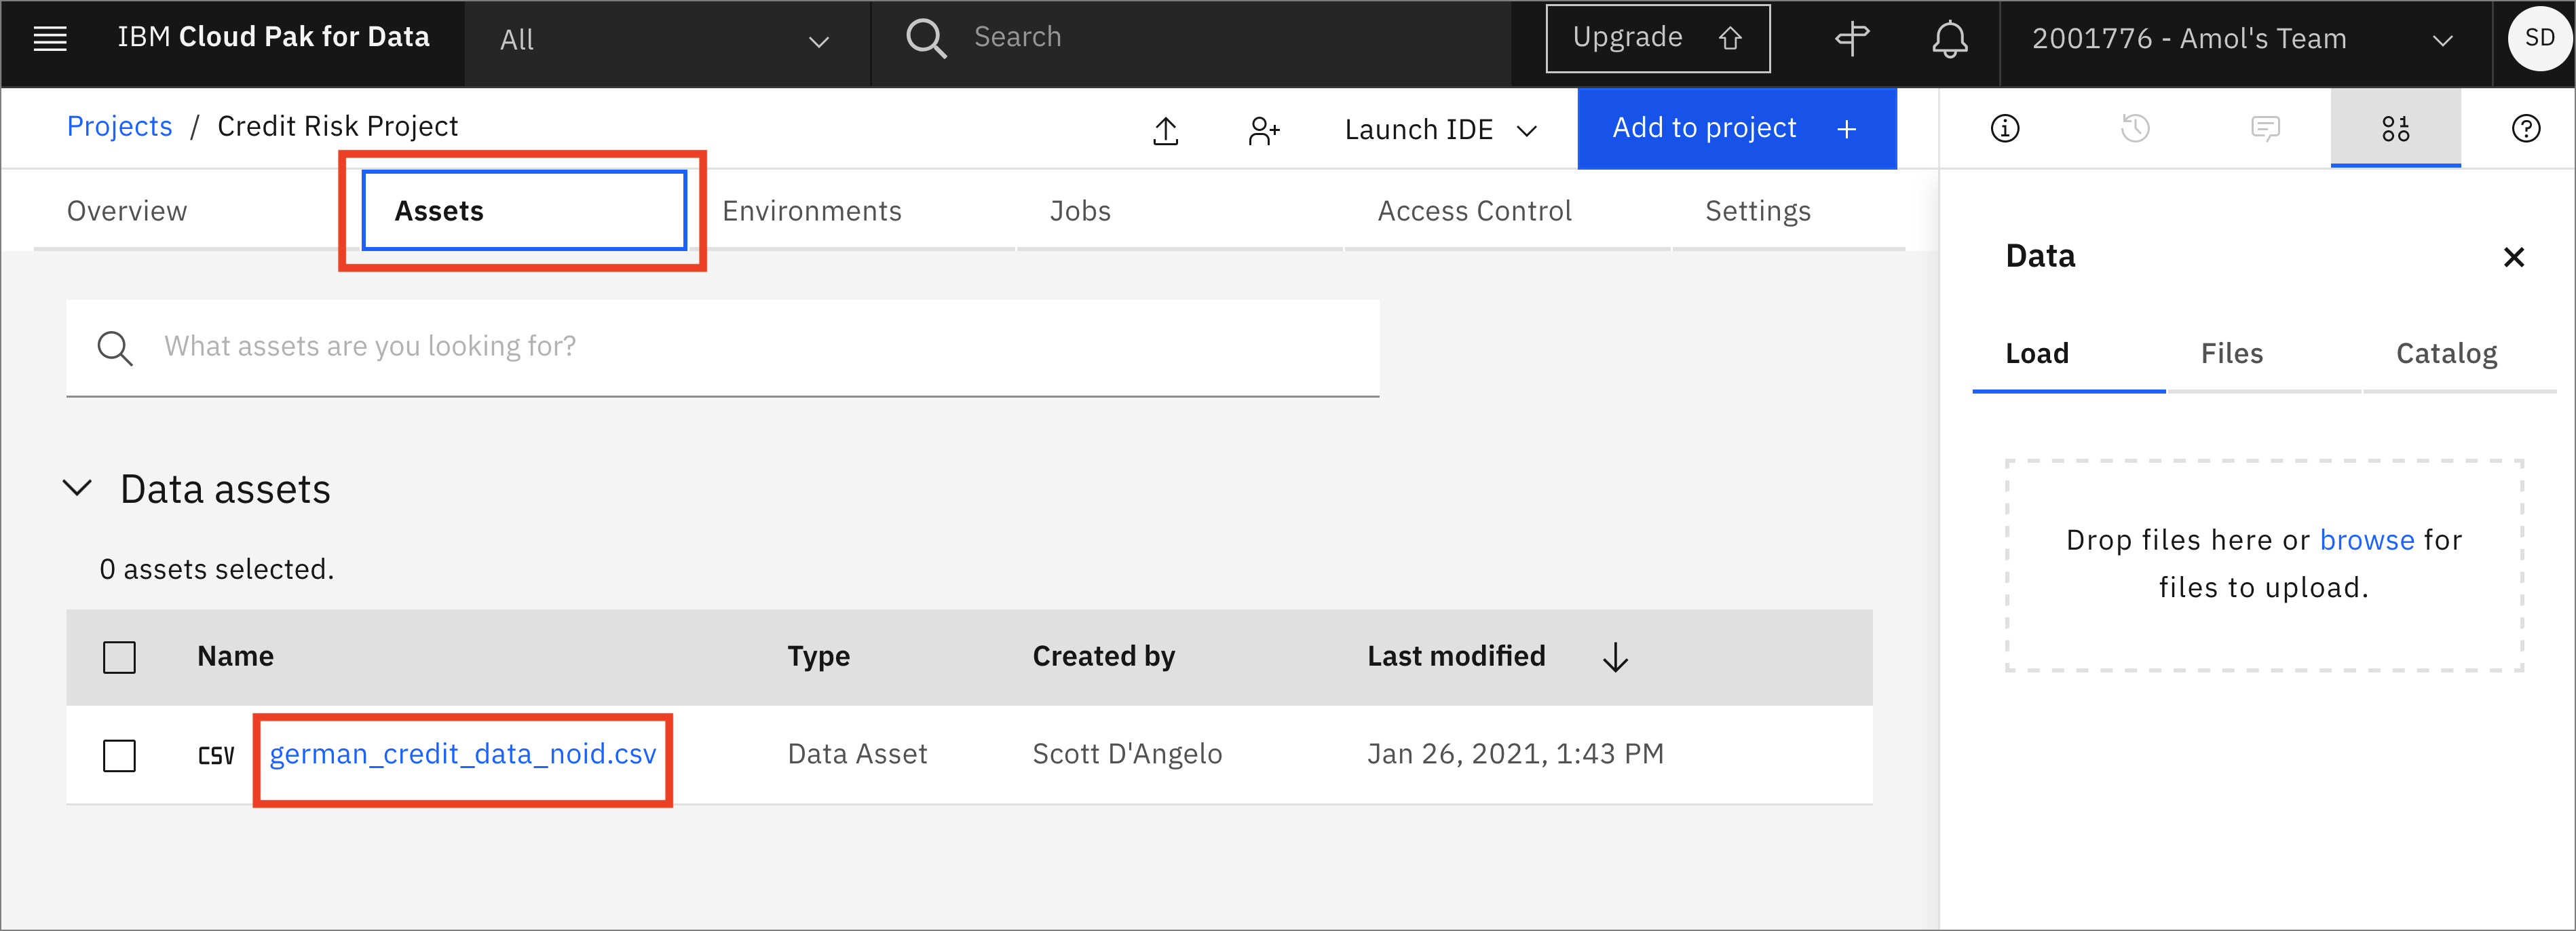 IBM Cloud Pak for Data
All
Search
Upgrade
2001776 - Amol's Team
SD
Projects / Credit Risk Project
Launch IDE
Add to project +
Overview
Assets
Environments
Jobs
Access Control
Settings
What assets are you looking for?
Data assets
0 assets selected.
Name Type Created by Last modified
CSV german_credit_data_noid.csv Data Asset Scott D'Angelo Jan 26, 2021, 1:43 PM
Data
Load
Files
Catalog
Drop files here or browse for
files to upload.